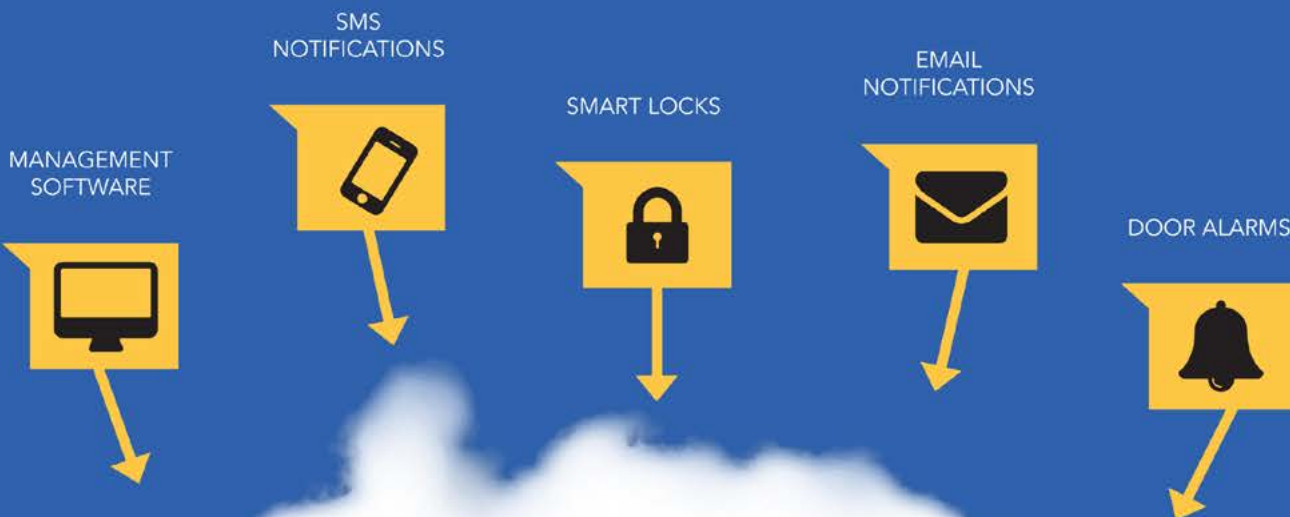 MANAGEMENT
SOFTWARE
SMS
NOTIFICATIONS
SMART LOCKS
EMAIL
NOTIFICATIONS
DOOR ALARMS